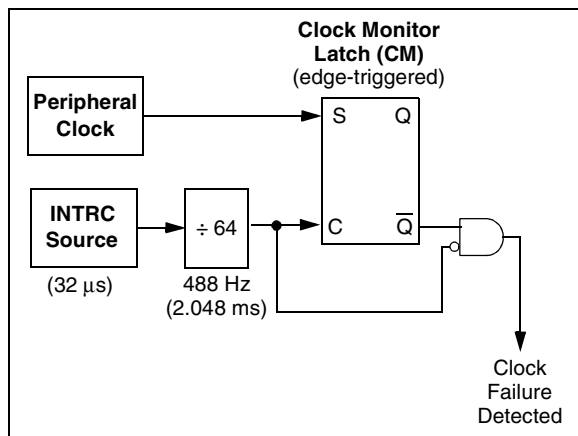 Clock Monitor
Latch (CM)
(edge-triggered)
Peripheral
Clock
S
Q
INTRC
Source
÷ 64
C
Q̅
(32 μs)
488 Hz
(2.048 ms)
Clock
Failure
Detected